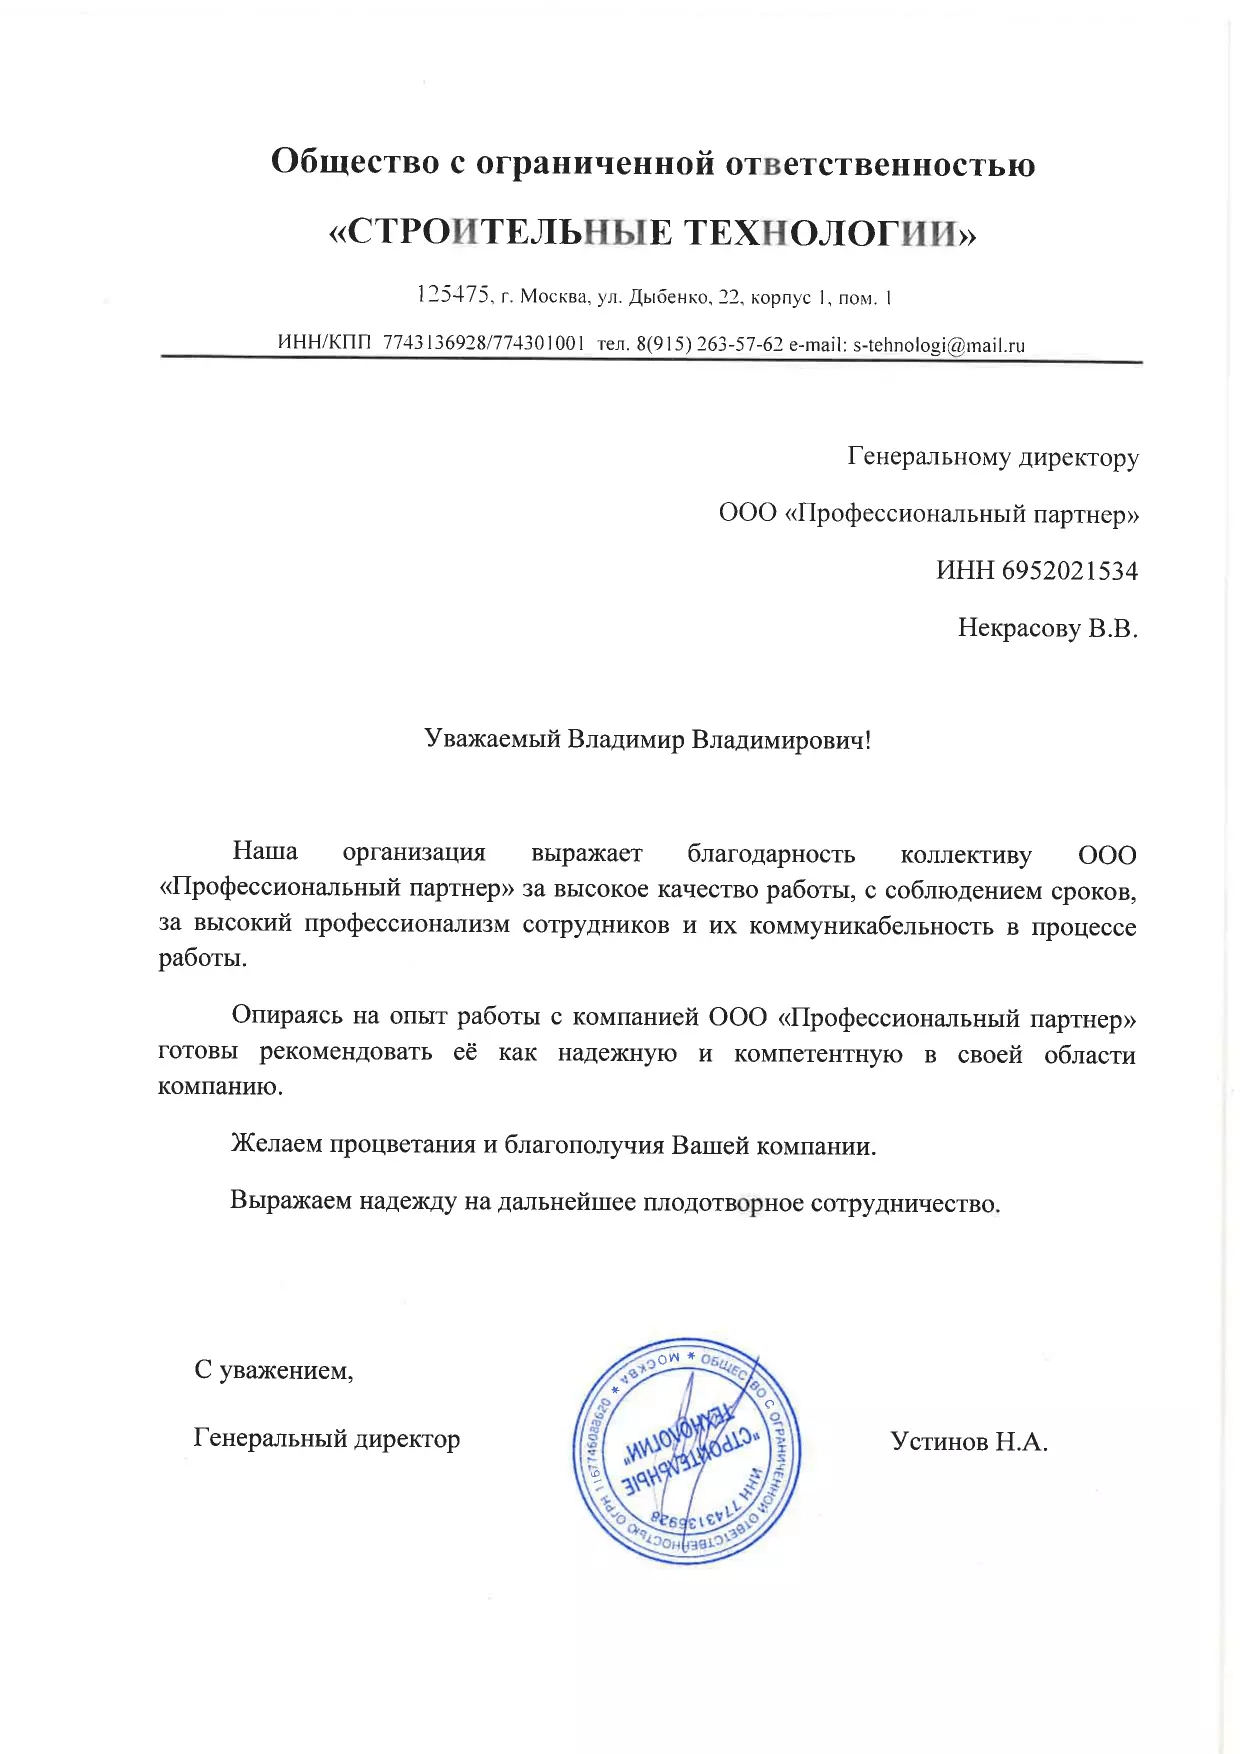 Общество с ограниченной ответственностью
«СТРОИТЕЛЬНЫЕ ТЕХНОЛОГИИ»
125475, г. Москва, ул. Дыбенко, 22, корпус 1, пом. 1
ИНН/КПП 7743136928/774301001 тел. 8(915) 263-57-62 e-mail: s-tehnologi@mail.ru
Генеральному директору
ООО «Профессиональный партнер»
ИНН 6952021534
Некрасову В.В.
Уважаемый Владимир Владимирович!
Наша организация выражает благодарность коллективу ООО
«Профессиональный партнер» за высокое качество работы, с соблюдением сроков,
за высокий профессионализм сотрудников и их коммуникабельность в процессе
работы.
Опираясь на опыт работы с компанией ООО «Профессиональный партнер»
готовы рекомендовать её как надежную и компетентную в своей области
компанию.
Желаем процветания и благополучия Вашей компании.
Выражаем надежду на дальнейшее плодотворное сотрудничество.
С уважением,
Генеральный директор
Устинов Н.А.
ОБЩЕСТВО С ОГРАНИЧЕННОЙ ОТВЕТСТВЕННОСТЬЮ ОГРН 1167746088620 * МОСКВА *
"СТРОИТЕЛЬНЫЕ
ТЕХНОЛОГИИ"
ИНН 7743136928